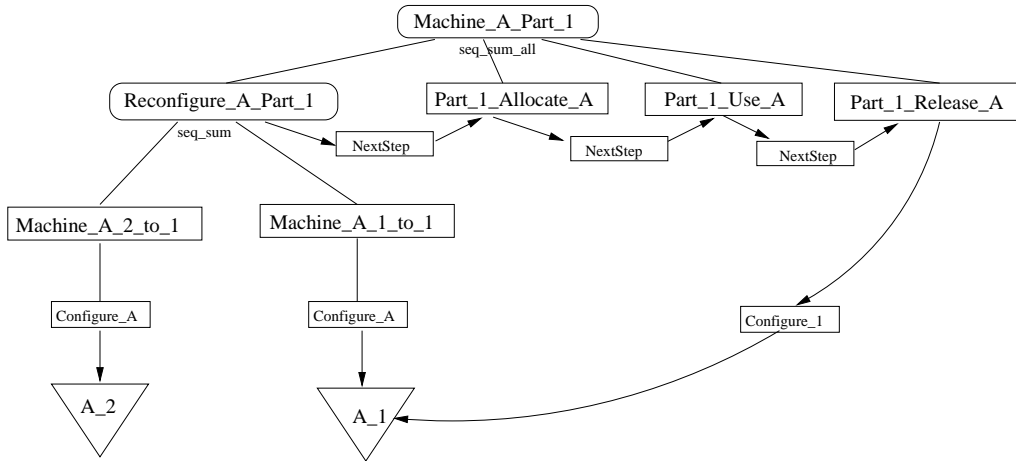 Machine_A_Part_1
seq_sum_all
Reconfigure_A_Part_1
Part_1_Allocate_A
Part_1_Use_A
Part_1_Release_A
seq_sum
NextStep
NextStep
NextStep
Machine_A_2_to_1
Machine_A_1_to_1
Configure_A
Configure_A
Configure_1
A_2
A_1